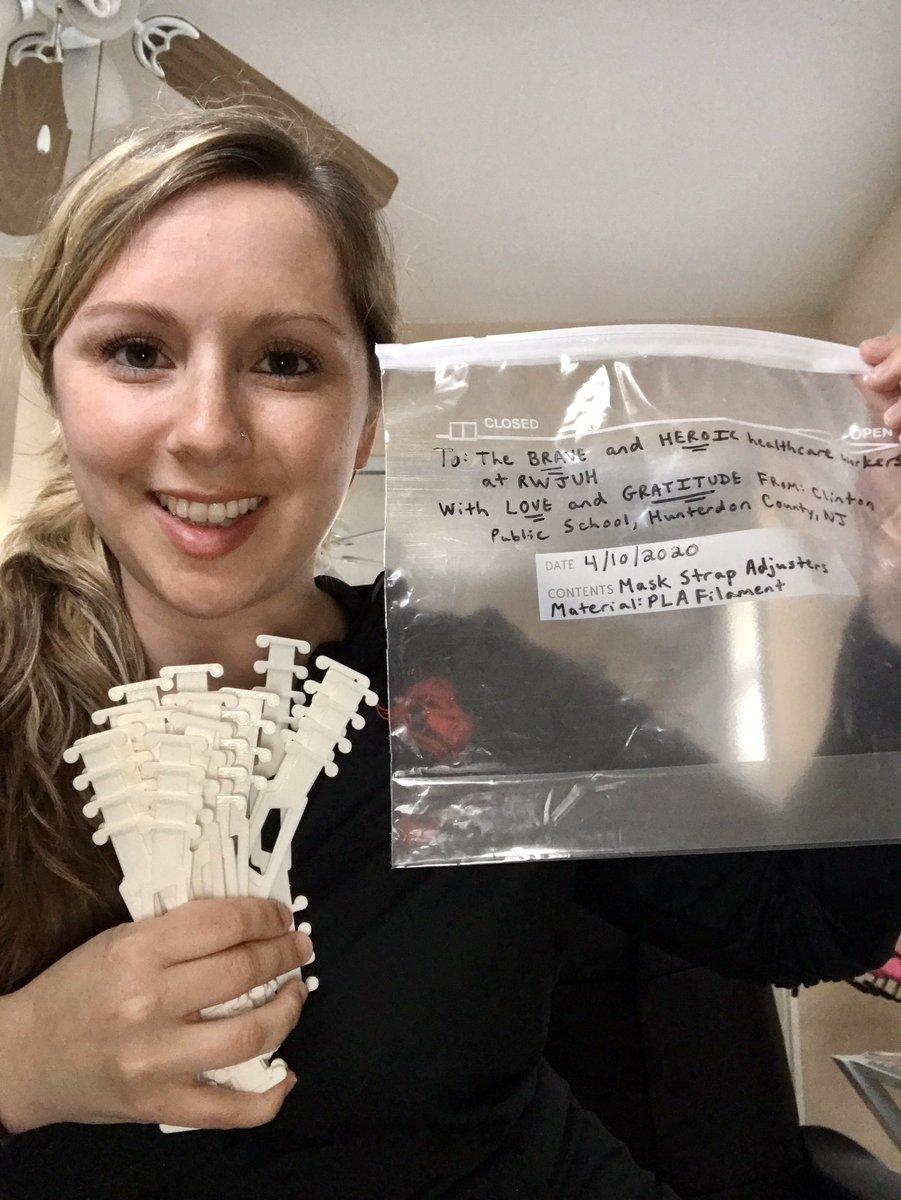 CLOSED
OPEN
To: The BRAVE and HEROIC healthcare workers
at RWJUH
With LOVE and GRATITUDE From: Clinton
Public School, Hunterdon County, NJ
DATE 4/10/2020
CONTENTS Mask Strap Adjusters
Material: PLA Filament